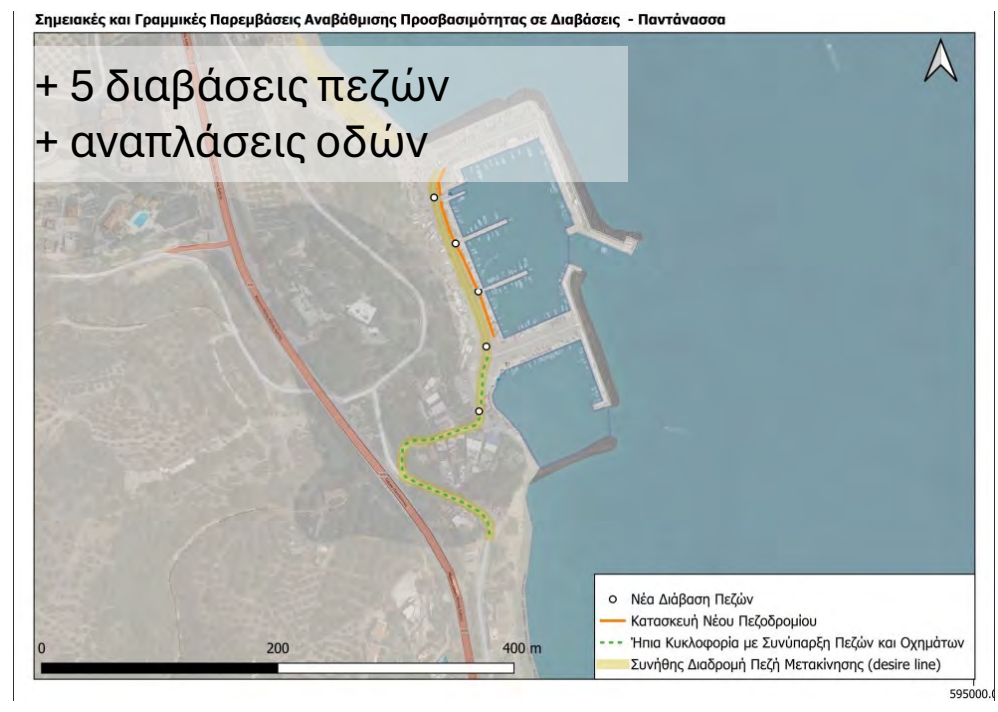 Σημειακές και Γραμμικές Παρεμβάσεις Αναβάθμισης Προσβασιμότητας σε Διαβάσεις - Παντάνασσα
+ 5 διαβάσεις πεζών
+ αναπλάσεις οδών
Νέα Διάβαση Πεζών
Κατασκευή Νέου Πεζοδρομίου
Ήπια Κυκλοφορία με Συνύπαρξη Πεζών και Οχημάτων
Συνήθης Διαδρομή Πεζή Μετακίνησης (desire line)
0 200 400 m